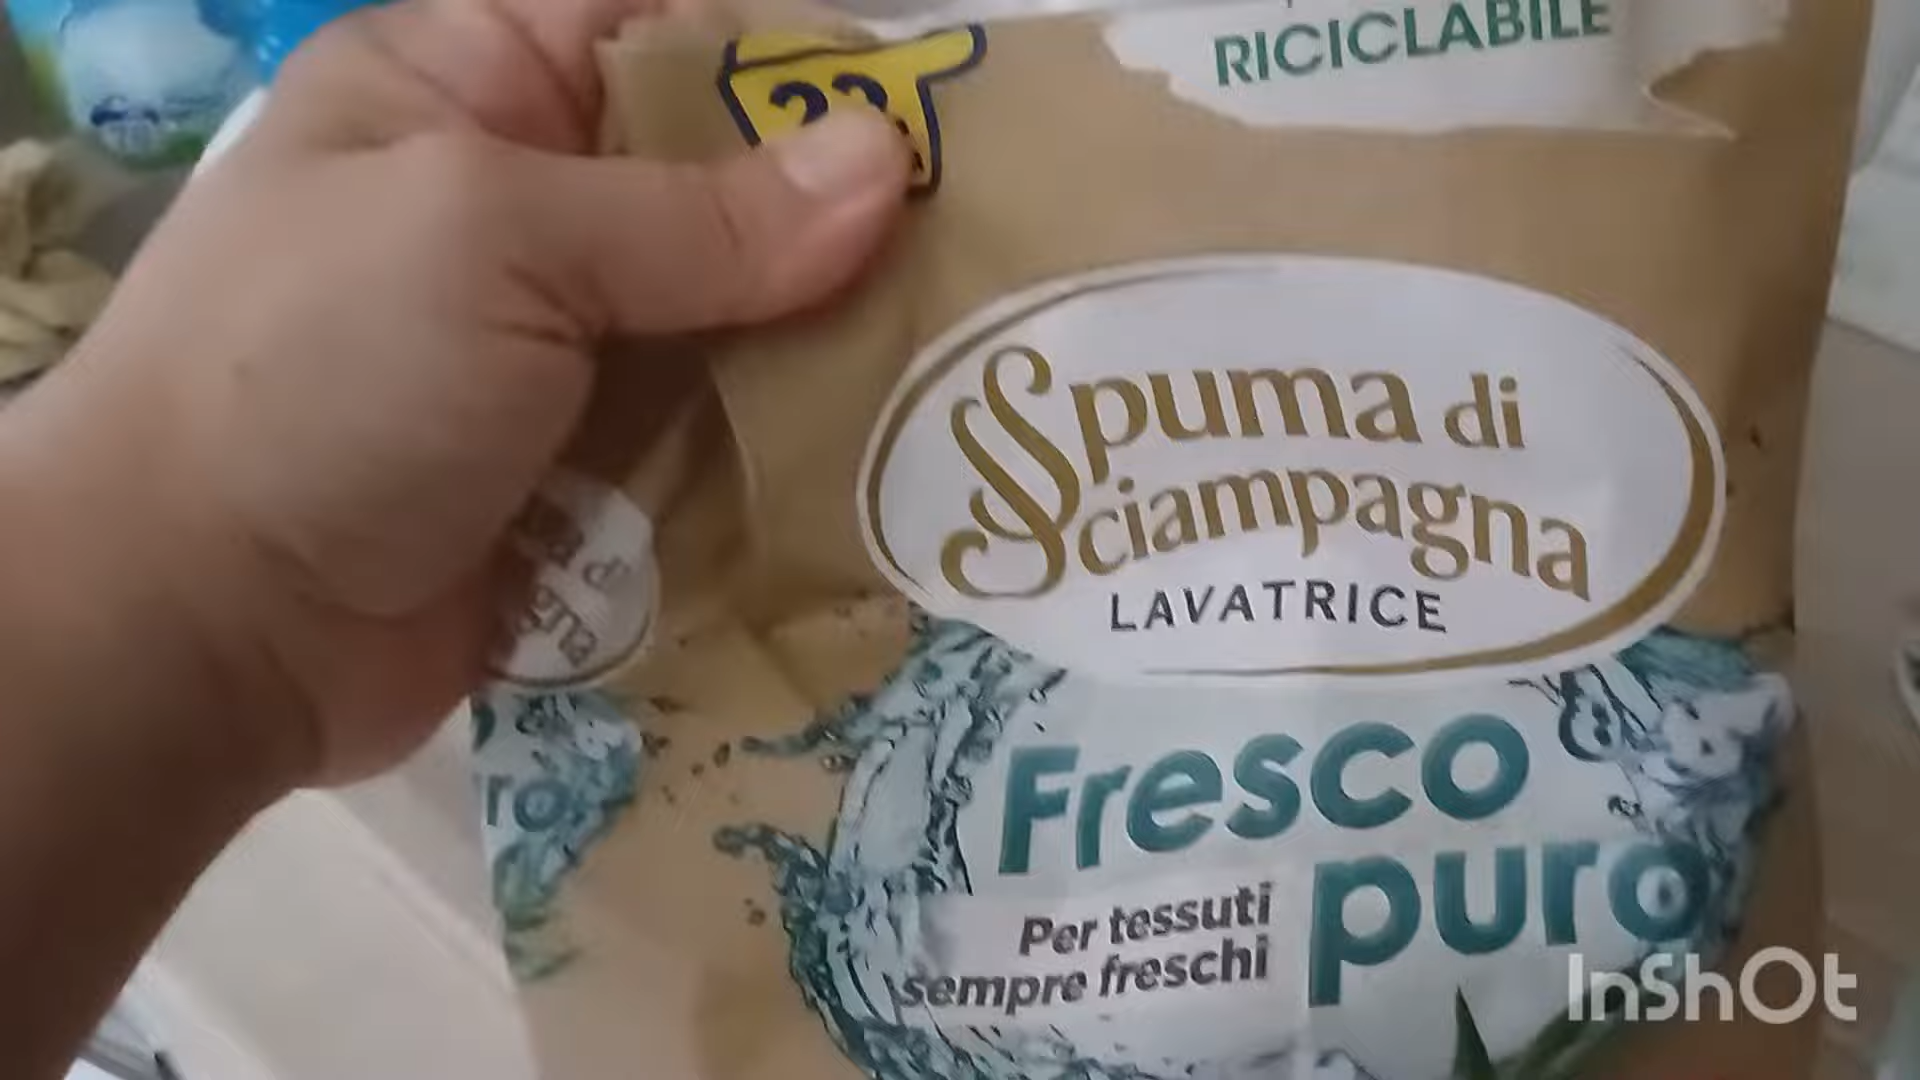 RICICLABILE
Spuma di
Sciampagna
LAVATRICE
Fresco
puro
Per tessuti
sempre freschi
InShOt